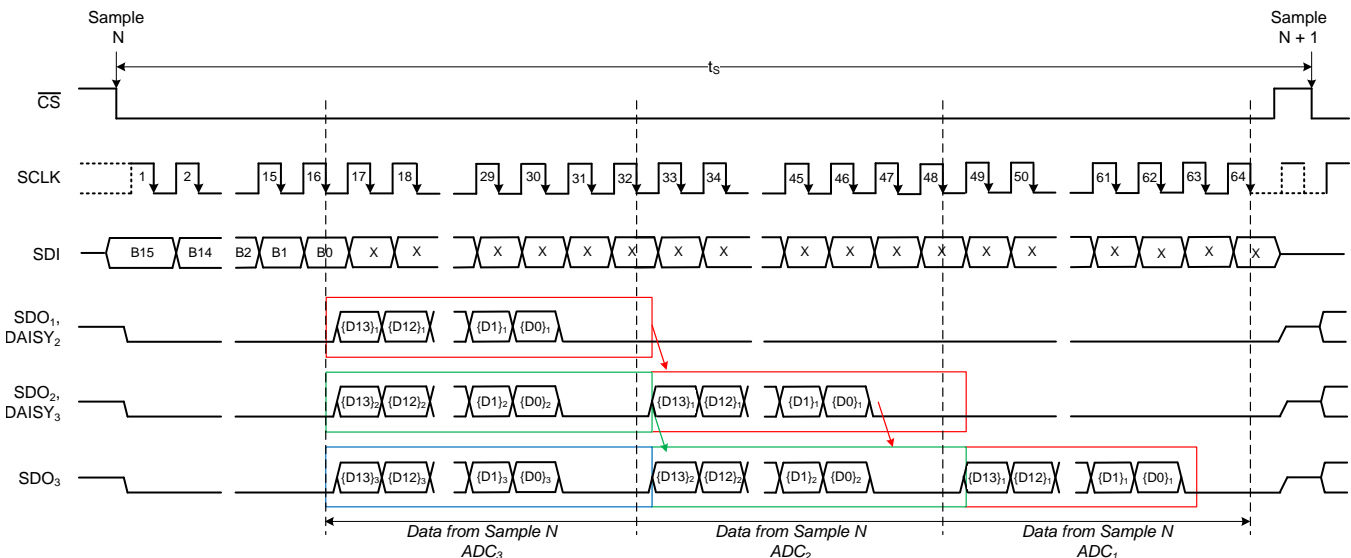 Sample Sample
N N + 1
tS
CS
SCLK 1 2 15 16 17 18 29 30 31 32 33 34 45 46 47 48 49 50 61 62 63 64
SDI B15 B14 B2 B1 B0 X X X X X X X X X X X X X X X X X X
SDO1,
DAISY2 {D13}1 {D12}1 {D1}1 {D0}1
SDO2,
DAISY3 {D13}2 {D12}2 {D1}2 {D0}2 {D13}1 {D12}1 {D1}1 {D0}1
SDO3 {D13}3 {D12}3 {D1}3 {D0}3 {D13}2 {D12}2 {D1}2 {D0}2 {D13}1 {D12}1 {D1}1 {D0}1
Data from Sample N Data from Sample N Data from Sample N
ADC3 ADC2 ADC1